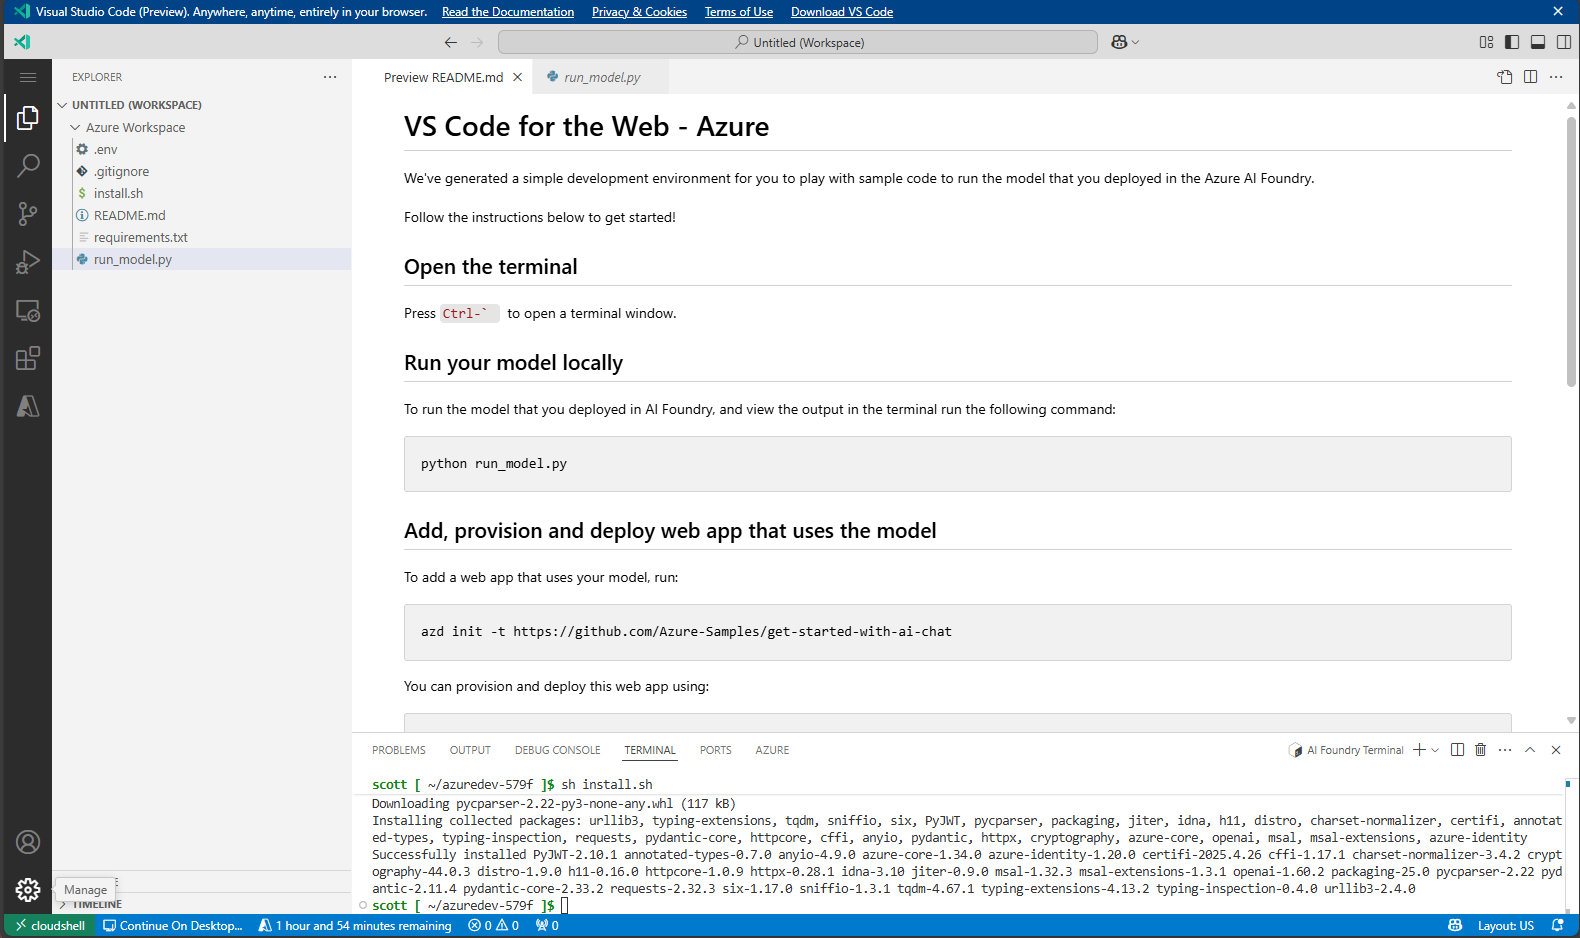 Visual Studio Code (Preview). Anywhere, anytime, entirely in your browser. Read the Documentation Privacy & Cookies Terms of Use Download VS Code
Untitled (Workspace)
EXPLORER
UNTITLED (WORKSPACE)
Azure Workspace
.env
.gitignore
install.sh
README.md
requirements.txt
run_model.py
Preview README.md
run_model.py
VS Code for the Web - Azure
We've generated a simple development environment for you to play with sample code to run the model that you deployed in the Azure AI Foundry.
Follow the instructions below to get started!
Open the terminal
Press Ctrl-` to open a terminal window.
Run your model locally
To run the model that you deployed in AI Foundry, and view the output in the terminal run the following command:
python run_model.py
Add, provision and deploy web app that uses the model
To add a web app that uses your model, run:
azd init -t https://github.com/Azure-Samples/get-started-with-ai-chat
You can provision and deploy this web app using:
PROBLEMS OUTPUT DEBUG CONSOLE TERMINAL PORTS AZURE
AI Foundry Terminal
scott [ ~/azuredev-579f ]$ sh install.sh
Downloading pycparser-2.22-py3-none-any.whl (117 kB)
Installing collected packages: urllib3, typing-extensions, tqdm, sniffio, six, PyJWT, pycparser, packaging, jiter, idna, h11, distro, charset-normalizer, certifi, annotat
ed-types, typing-inspection, requests, pydantic-core, httpcore, cffi, anyio, pydantic, httpx, cryptography, azure-core, openai, msal, msal-extensions, azure-identity
Successfully installed PyJWT-2.10.1 annotated-types-0.7.0 anyio-4.9.0 azure-core-1.34.0 azure-identity-1.20.0 certifi-2025.4.26 cffi-1.17.1 charset-normalizer-3.4.2 crypt
ography-44.0.3 distro-1.9.0 h11-0.16.0 httpcore-1.0.9 httpx-0.28.1 idna-3.10 jiter-0.9.0 msal-1.32.3 msal-extensions-1.3.1 openai-1.60.2 packaging-25.0 pycparser-2.22 pyd
antic-2.11.4 pydantic-core-2.33.2 requests-2.32.3 six-1.17.0 sniffio-1.3.1 tqdm-4.67.1 typing-extensions-4.13.2 typing-inspection-0.4.0 urllib3-2.4.0
scott [ ~/azuredev-579f ]$
Manage
TIMELINE
cloudshell Continue On Desktop... 1 hour and 54 minutes remaining 0 0 0 Layout: US